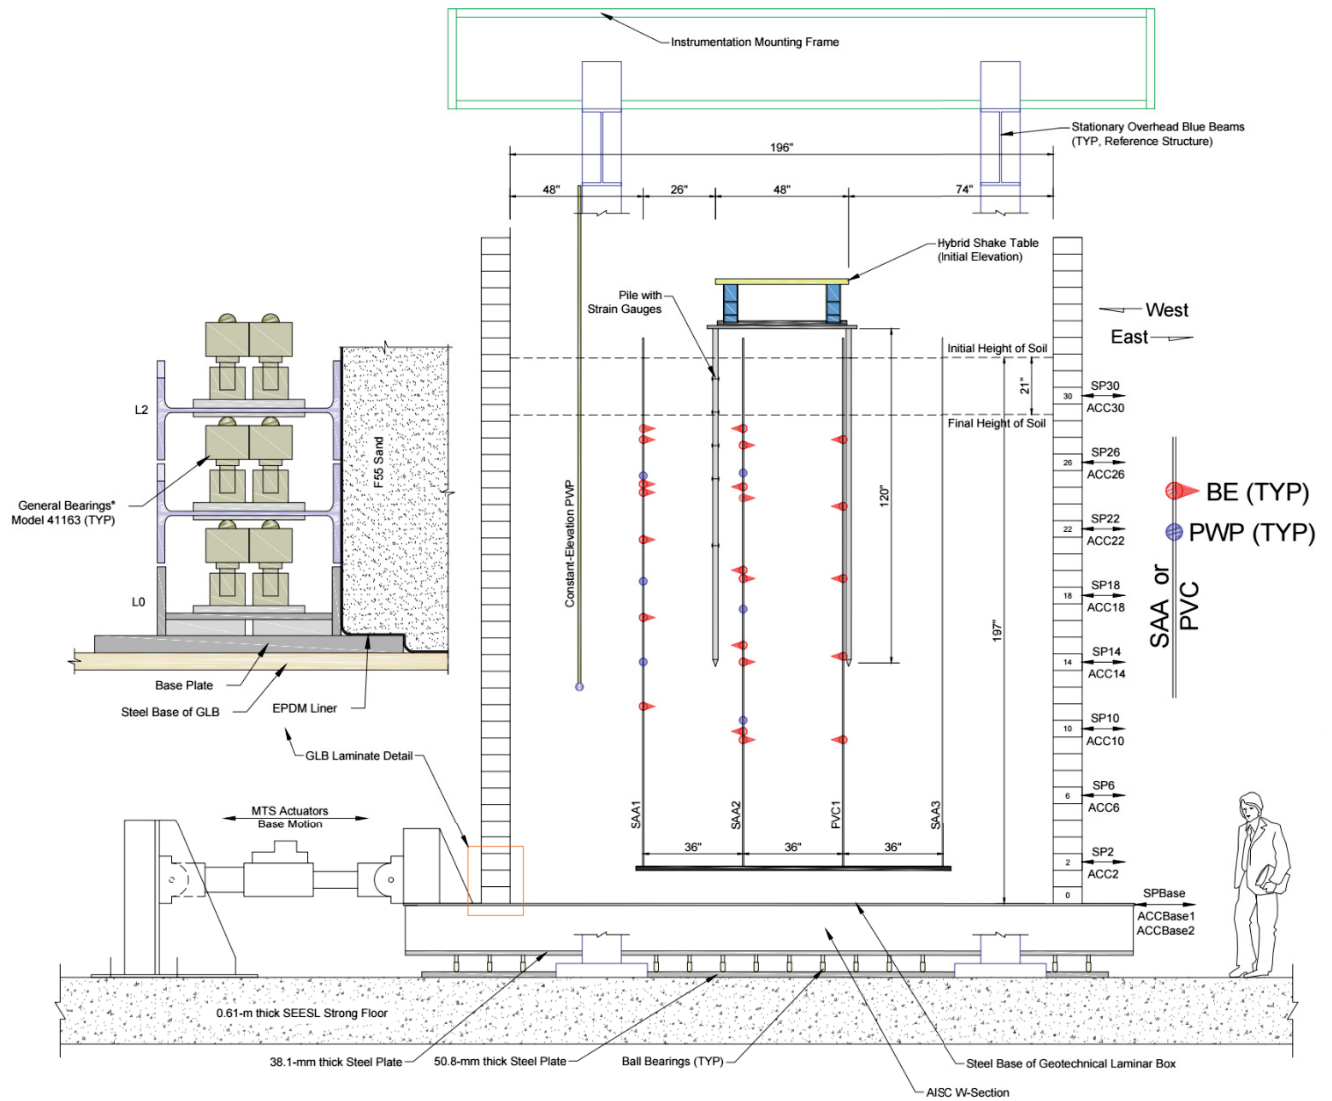 Instrumentation Mounting Frame
Stationary Overhead Blue Beams
(TYP, Reference Structure)
196"
48"
26"
48"
74"
Hybrid Shake Table
(Initial Elevation)
Pile with
Strain Gauges
West
East
Initial Height of Soil
21"
Final Height of Soil
30
SP30
ACC30
26
SP26
ACC26
22
SP22
ACC22
18
SP18
ACC18
14
SP14
ACC14
10
SP10
ACC10
6
SP6
ACC6
2
SP2
ACC2
0
SPBase
ACCBase1
ACCBase2
BE (TYP)
PWP (TYP)
SAA or
PVC
120"
197"
Constant-Elevation PWP
L2
L0
F55 Sand
General Bearings*
Model 41163 (TYP)
Base Plate
Steel Base of GLB
EPDM Liner
GLB Laminate Detail
MTS Actuators
Base Motion
SAA1
SAA2
PVC1
SAA3
36"
36"
36"
0.61-m thick SEESL Strong Floor
38.1-mm thick Steel Plate
50.8-mm thick Steel Plate
Ball Bearings (TYP)
Steel Base of Geotechnical Laminar Box
AISC W-Section